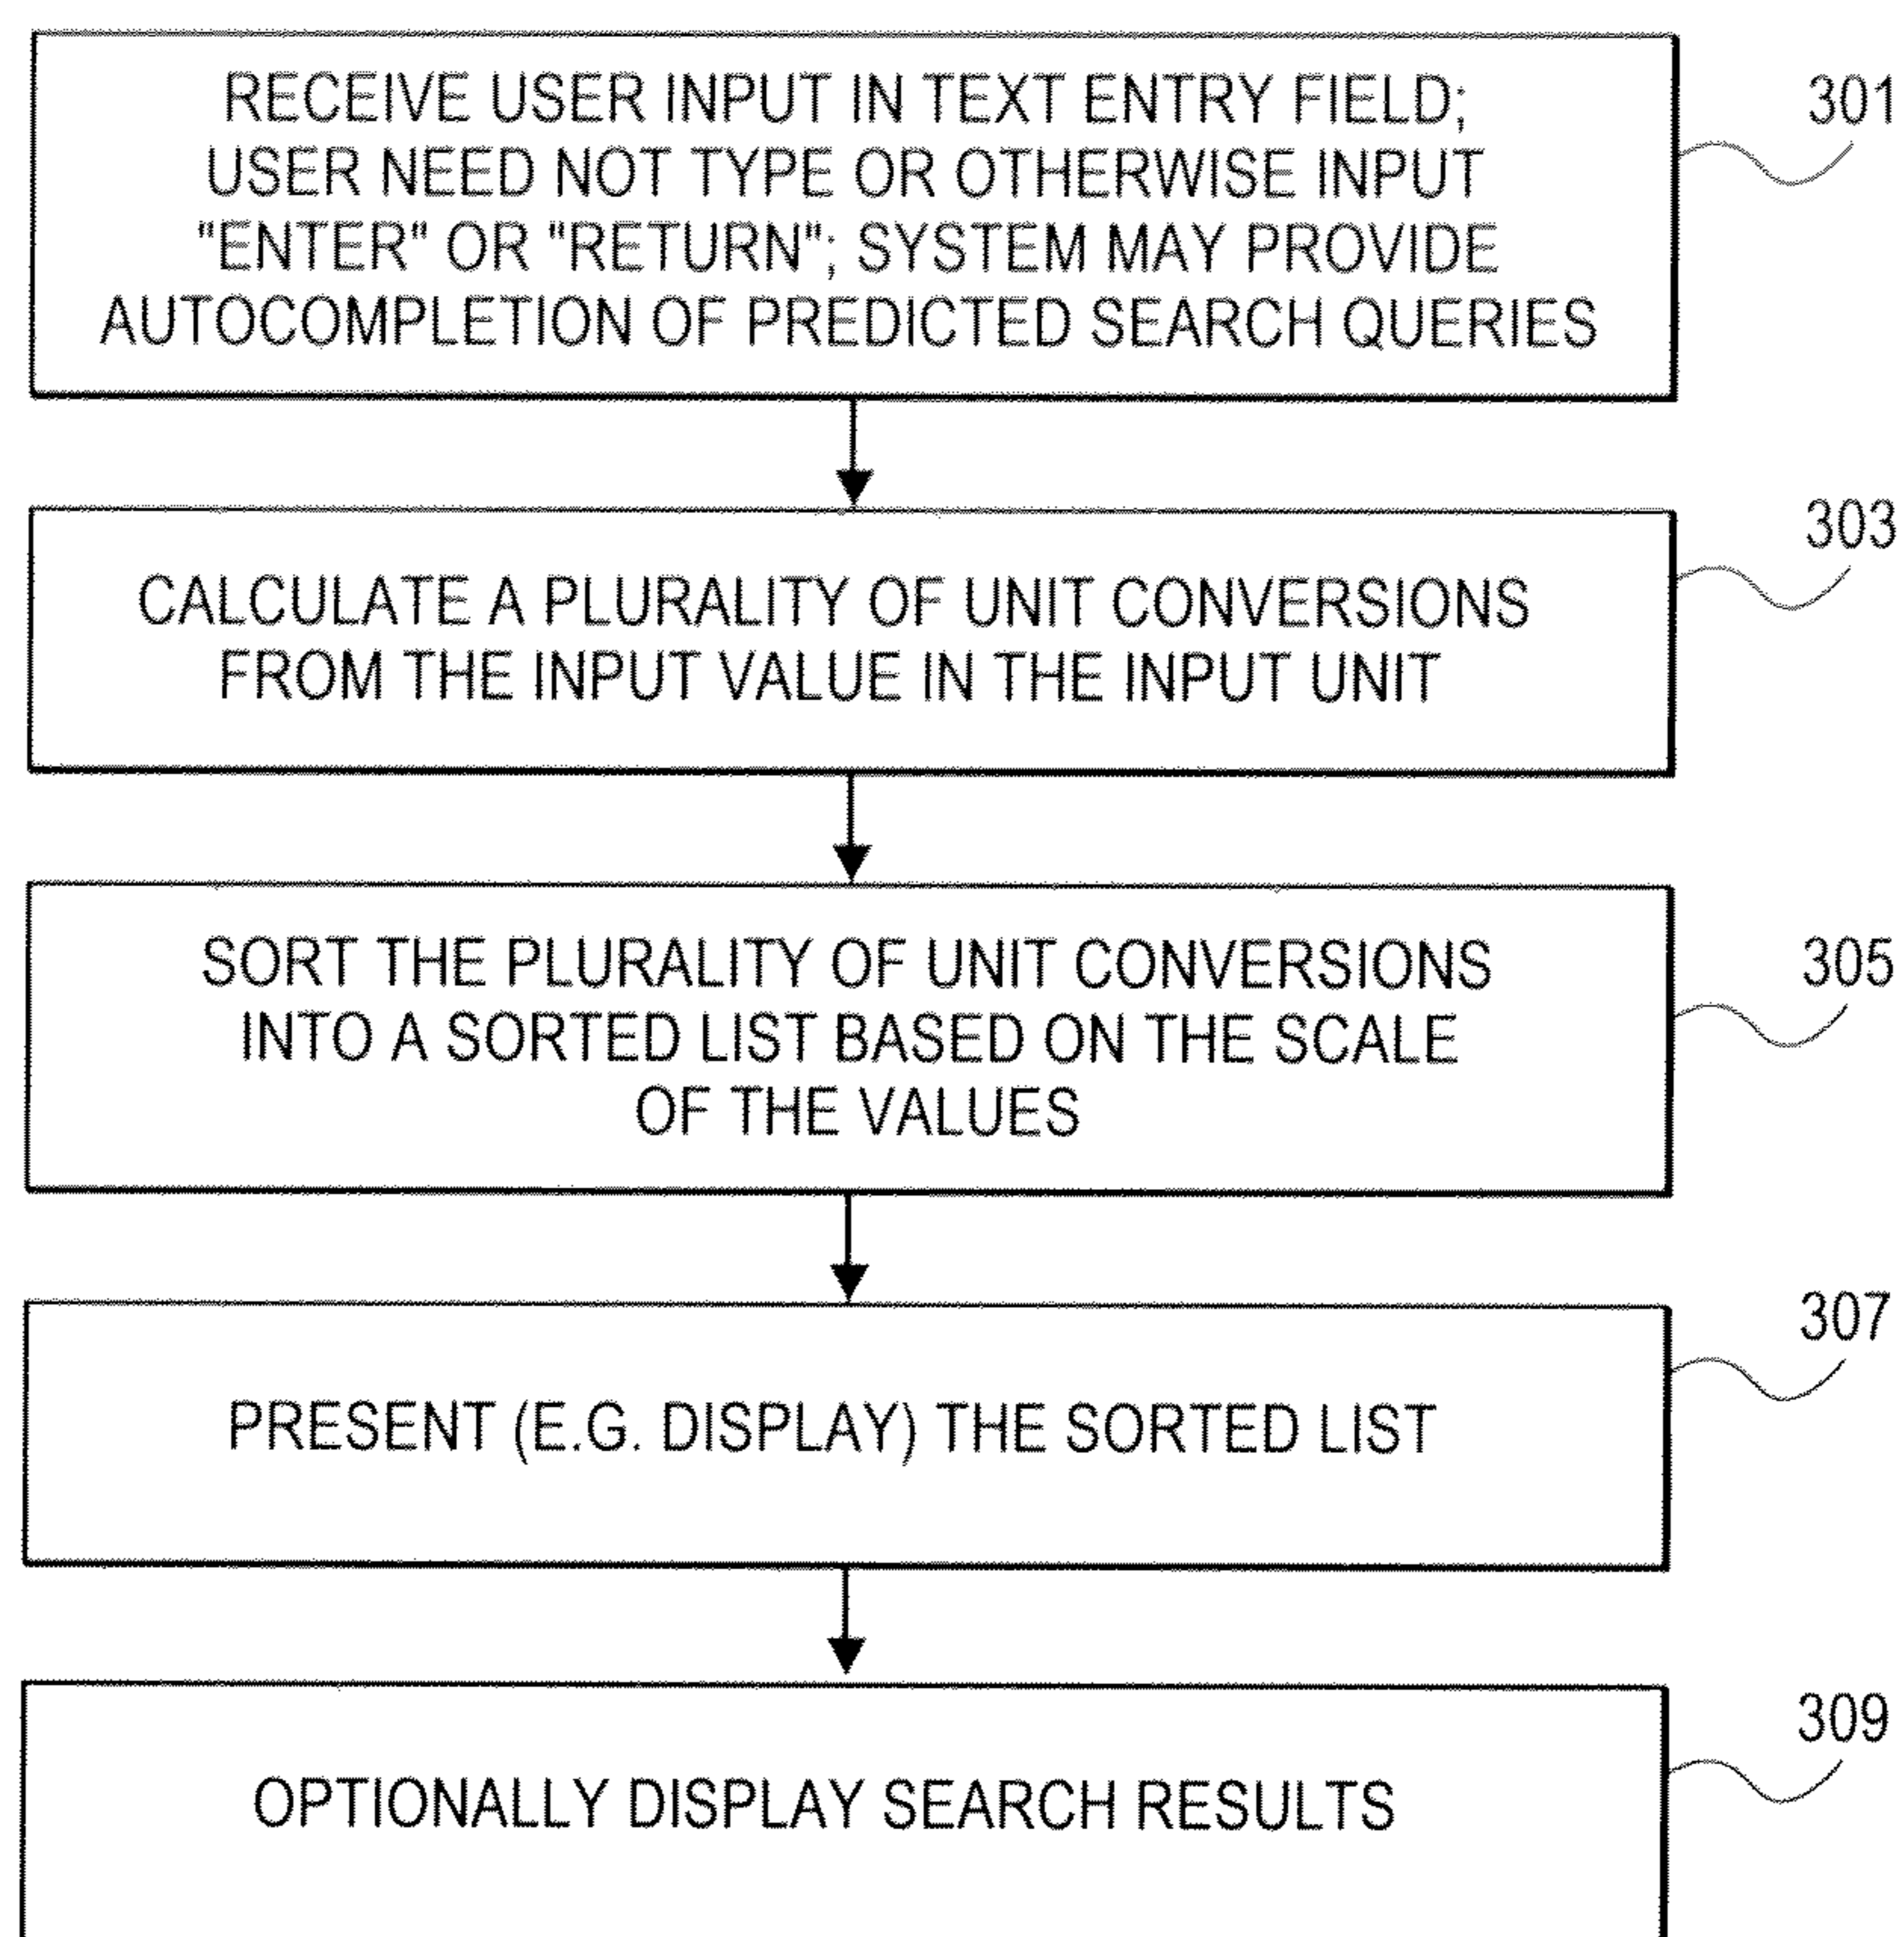 RECEIVE USER INPUT IN TEXT ENTRY FIELD;
USER NEED NOT TYPE OR OTHERWISE INPUT
"ENTER" OR "RETURN"; SYSTEM MAY PROVIDE
AUTOCOMPLETION OF PREDICTED SEARCH QUERIES
301
CALCULATE A PLURALITY OF UNIT CONVERSIONS
FROM THE INPUT VALUE IN THE INPUT UNIT
303
SORT THE PLURALITY OF UNIT CONVERSIONS
INTO A SORTED LIST BASED ON THE SCALE
OF THE VALUES
305
PRESENT (E.G. DISPLAY) THE SORTED LIST
307
OPTIONALLY DISPLAY SEARCH RESULTS
309